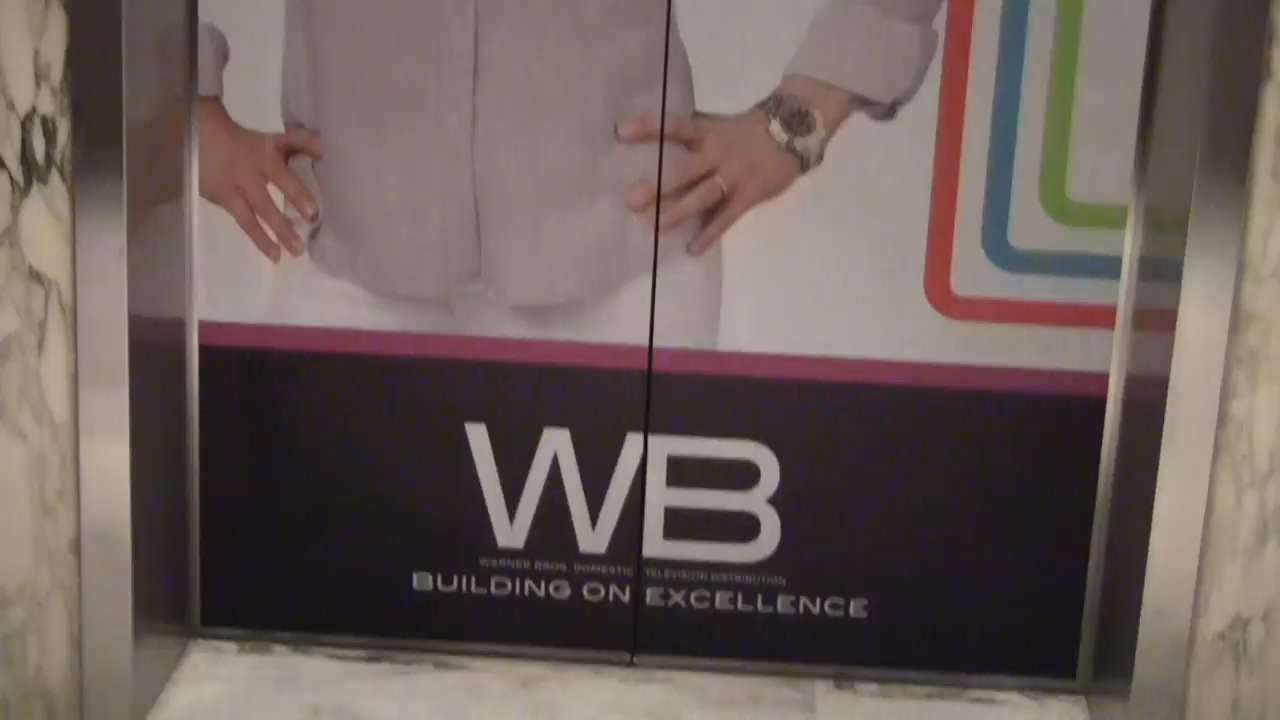 WB
WARNER BROS. DOMESTIC TELEVISION DISTRIBUTION
BUILDING ON EXCELLENCE